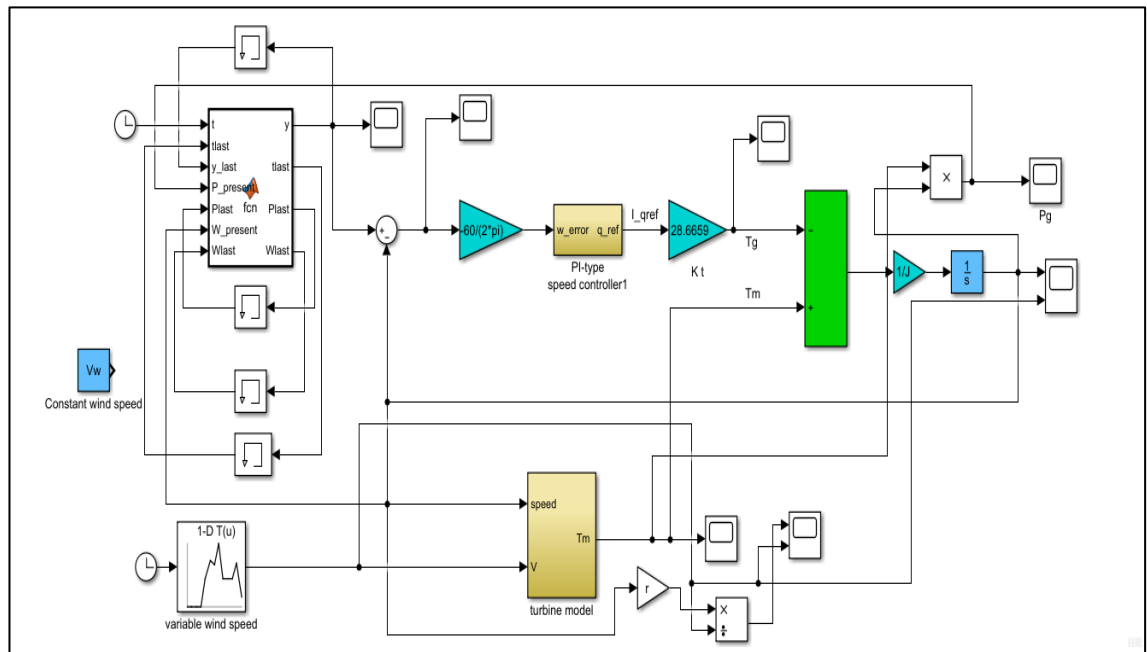 t
tlast
y_last
P_present
Plast
W_present
Wlast
fcn
y
tlast
Plast
Wlast
+
-
-60/(2*pi)
w_error q_ref
PI-type
speed controller1
I_qref
28.6659
K t
Tg
Tm
-
+
1/J
1
s
×
Pg
Vw
Constant wind speed
1-D T(u)
variable wind speed
speed
V
Tm
turbine model
r
×
÷